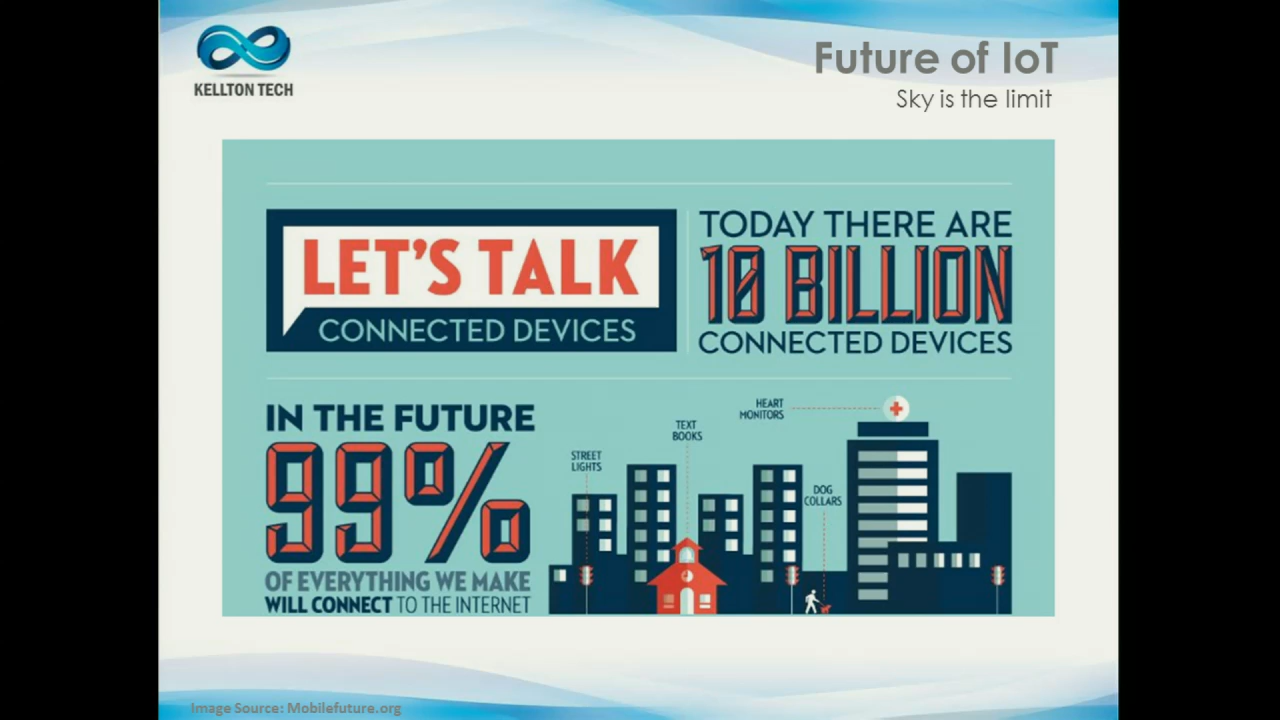 KELLTON TECH
Future of IoT
Sky is the limit
LET'S TALK
CONNECTED DEVICES
TODAY THERE ARE
10 BILLION
CONNECTED DEVICES
IN THE FUTURE
99%
OF EVERYTHING WE MAKE
WILL CONNECT TO THE INTERNET
STREET
LIGHTS
TEXT
BOOKS
HEART
MONITORS
DOG
COLLARS
Image Source: Mobilefuture.org